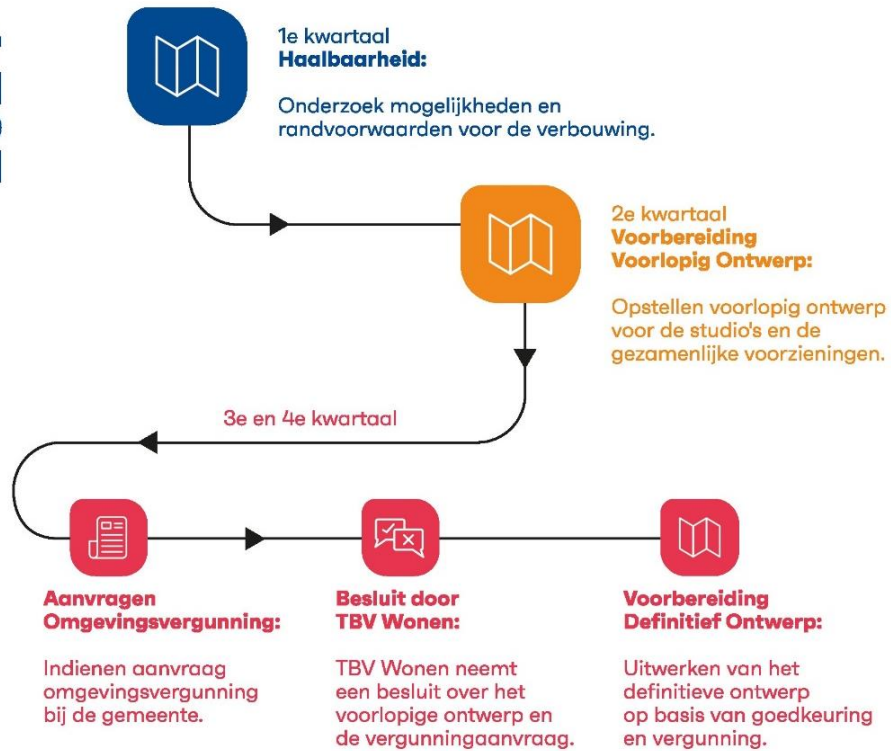 1e kwartaal
Haalbaarheid:
Onderzoek mogelijkheden en
randvoorwaarden voor de verbouwing.
2e kwartaal
Voorbereiding
Voorlopig Ontwerp:
Opstellen voorlopig ontwerp
voor de studio's en de
gezamenlijke voorzieningen.
3e en 4e kwartaal
Aanvragen
Omgevingsvergunning:
Indienen aanvraag
omgevingsvergunning
bij de gemeente.
Besluit door
TBV Wonen:
TBV Wonen neemt
een besluit over het
voorlopige ontwerp en
de vergunningaanvraag.
Voorbereiding
Definitief Ontwerp:
Uitwerken van het
definitieve ontwerp
op basis van goedkeuring
en vergunning.